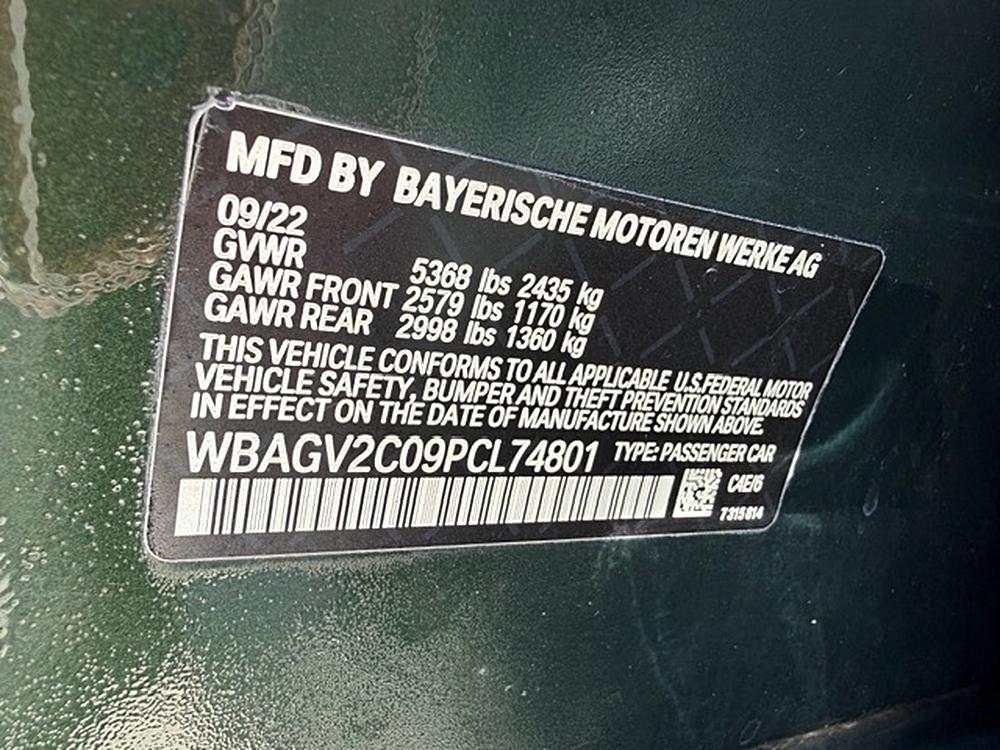 MFD BY BAYERISCHE MOTOREN WERKE AG
09/22
GVWR 5368 lbs 2435 kg
GAWR FRONT 2579 lbs 1170 kg
GAWR REAR 2998 lbs 1360 kg
THIS VEHICLE CONFORMS TO ALL APPLICABLE U.S.FEDERAL MOTOR
VEHICLE SAFETY, BUMPER AND THEFT PREVENTION STANDARDS
IN EFFECT ON THE DATE OF MANUFACTURE SHOWN ABOVE.
WBAGV2C09PCL74801 TYPE: PASSENGER CAR
C4E/6
7315814